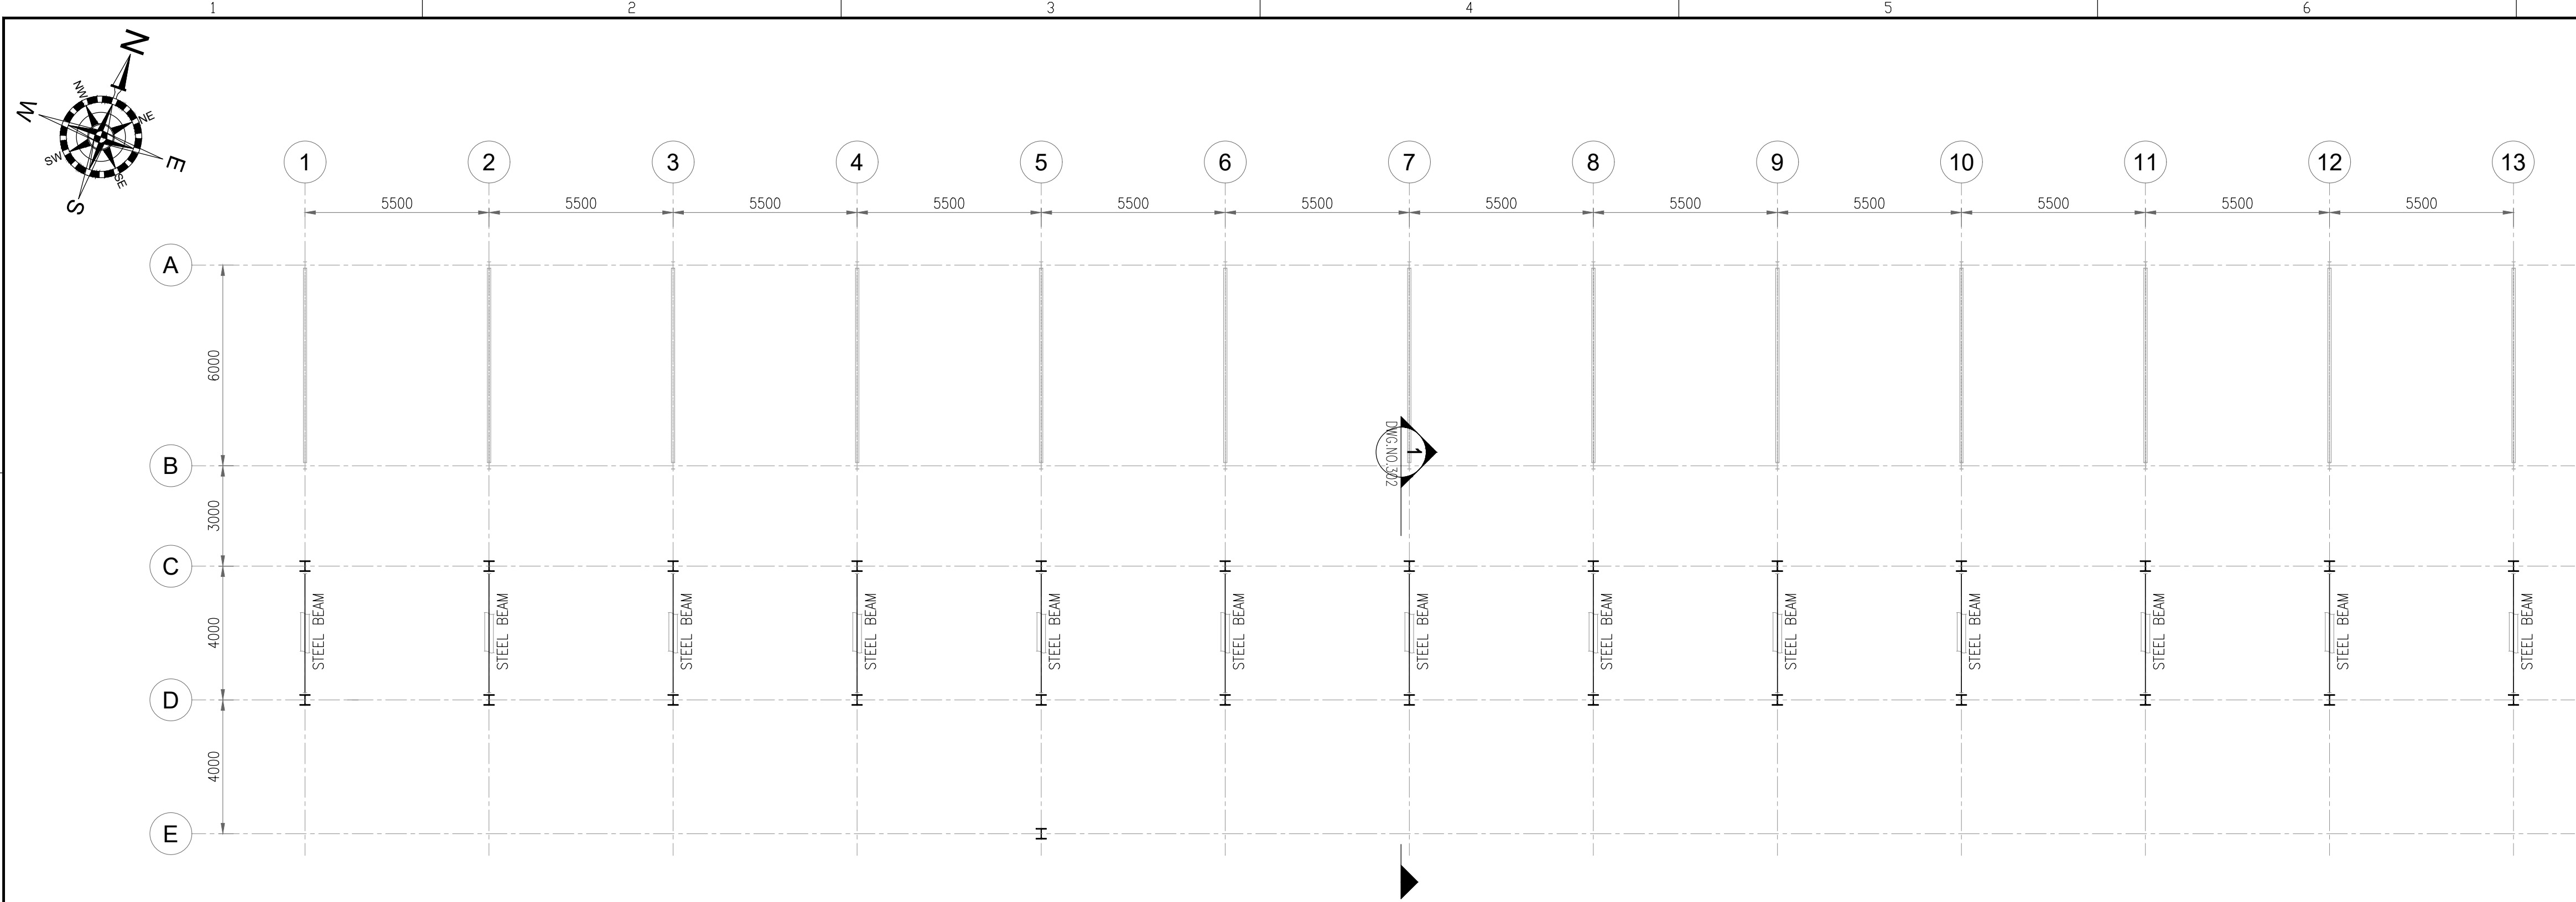 1 2 3 4 5 6
N
NW
W
NE
SW
E
SE
S
1 2 3 4 5 6 7 8 9 10 11 12 13
5500 5500 5500 5500 5500 5500 5500 5500 5500 5500 5500 5500
A
6000
B
1
DWG.NO.302
3000
C
4000
STEEL BEAM
STEEL BEAM
STEEL BEAM
STEEL BEAM
STEEL BEAM
STEEL BEAM
STEEL BEAM
STEEL BEAM
STEEL BEAM
STEEL BEAM
STEEL BEAM
STEEL BEAM
STEEL BEAM
D
4000
E